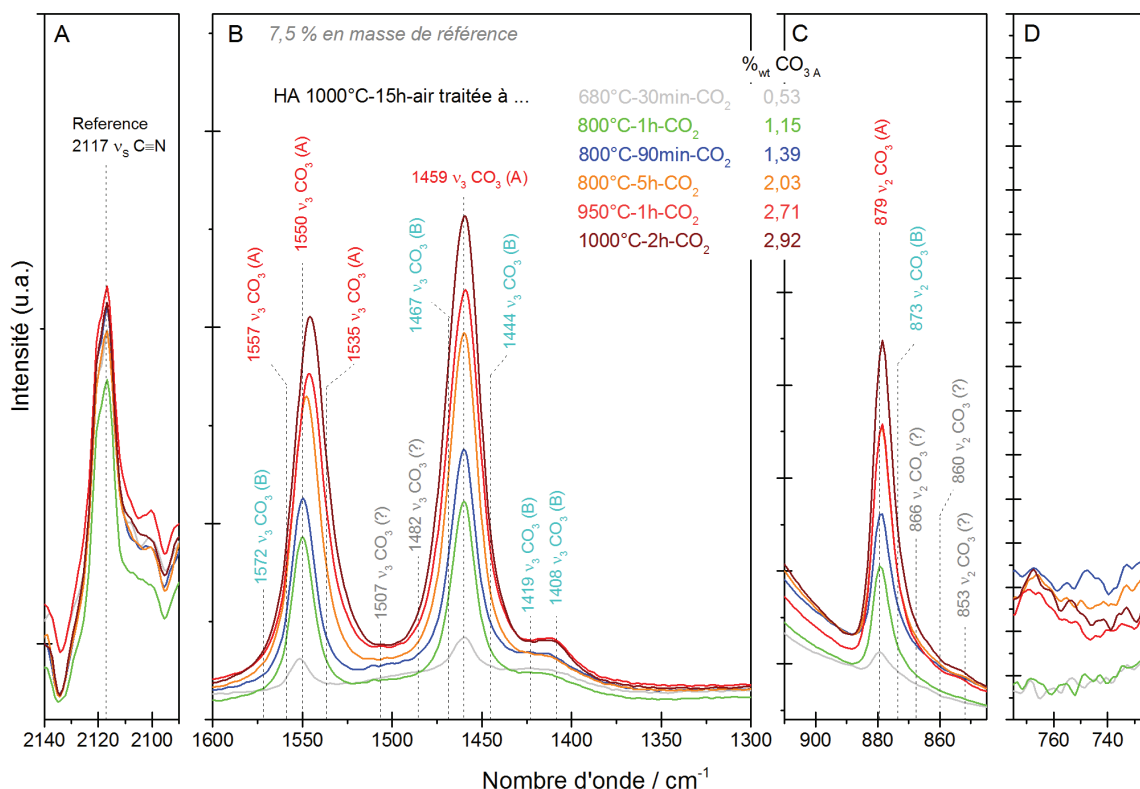 A
B
C
D
7,5 % en masse de référence
%wt CO3 A
HA 1000°C-15h-air traitée à ...
680°C-30min-CO2 0,53
800°C-1h-CO2 1,15
800°C-90min-CO2 1,39
800°C-5h-CO2 2,03
950°C-1h-CO2 2,71
1000°C-2h-CO2 2,92
Reference
2117 νS C≡N
1572 ν3 CO3 (B)
1557 ν3 CO3 (A)
1550 ν3 CO3 (A)
1535 ν3 CO3 (A)
1507 ν3 CO3 (?)
1482 ν3 CO3 (?)
1467 ν3 CO3 (B)
1459 ν3 CO3 (A)
1444 ν3 CO3 (B)
1419 ν3 CO3 (B)
1408 ν3 CO3 (B)
879 ν2 CO3 (A)
873 ν2 CO3 (B)
866 ν2 CO3 (?)
860 ν2 CO3 (?)
853 ν2 CO3 (?)
Intensité (u.a.)
2140 2120 2100
1600 1550 1500 1450 1400 1350 1300
900 880 860
760 740
Nombre d'onde / cm-1